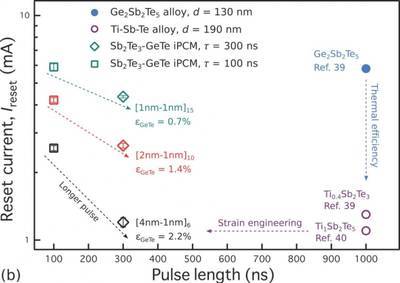 Ge2Sb2Te5 alloy, d = 130 nm
Ti-Sb-Te alloy, d = 190 nm
Sb2Te3-GeTe iPCM, τ = 300 ns
Sb2Te3-GeTe iPCM, τ = 100 ns
10
Reset current, Ireset (mA)
1
Ge2Sb2Te5
Ref. 39
Thermal efficiency
[1nm-1nm]15
εGeTe 0.7%
[2nm-1nm]10
εGeTe = 1.4%
Longer pulse
[4nm-1nm]6
εGeTe = 2.2%
Ti0.4Sb2Te3
Ref. 39
Strain engineering
Ti1Sb2Te5
Ref. 40
100 200 300 400 500 600 700 800 900 1000
(b)
Pulse length (ns)